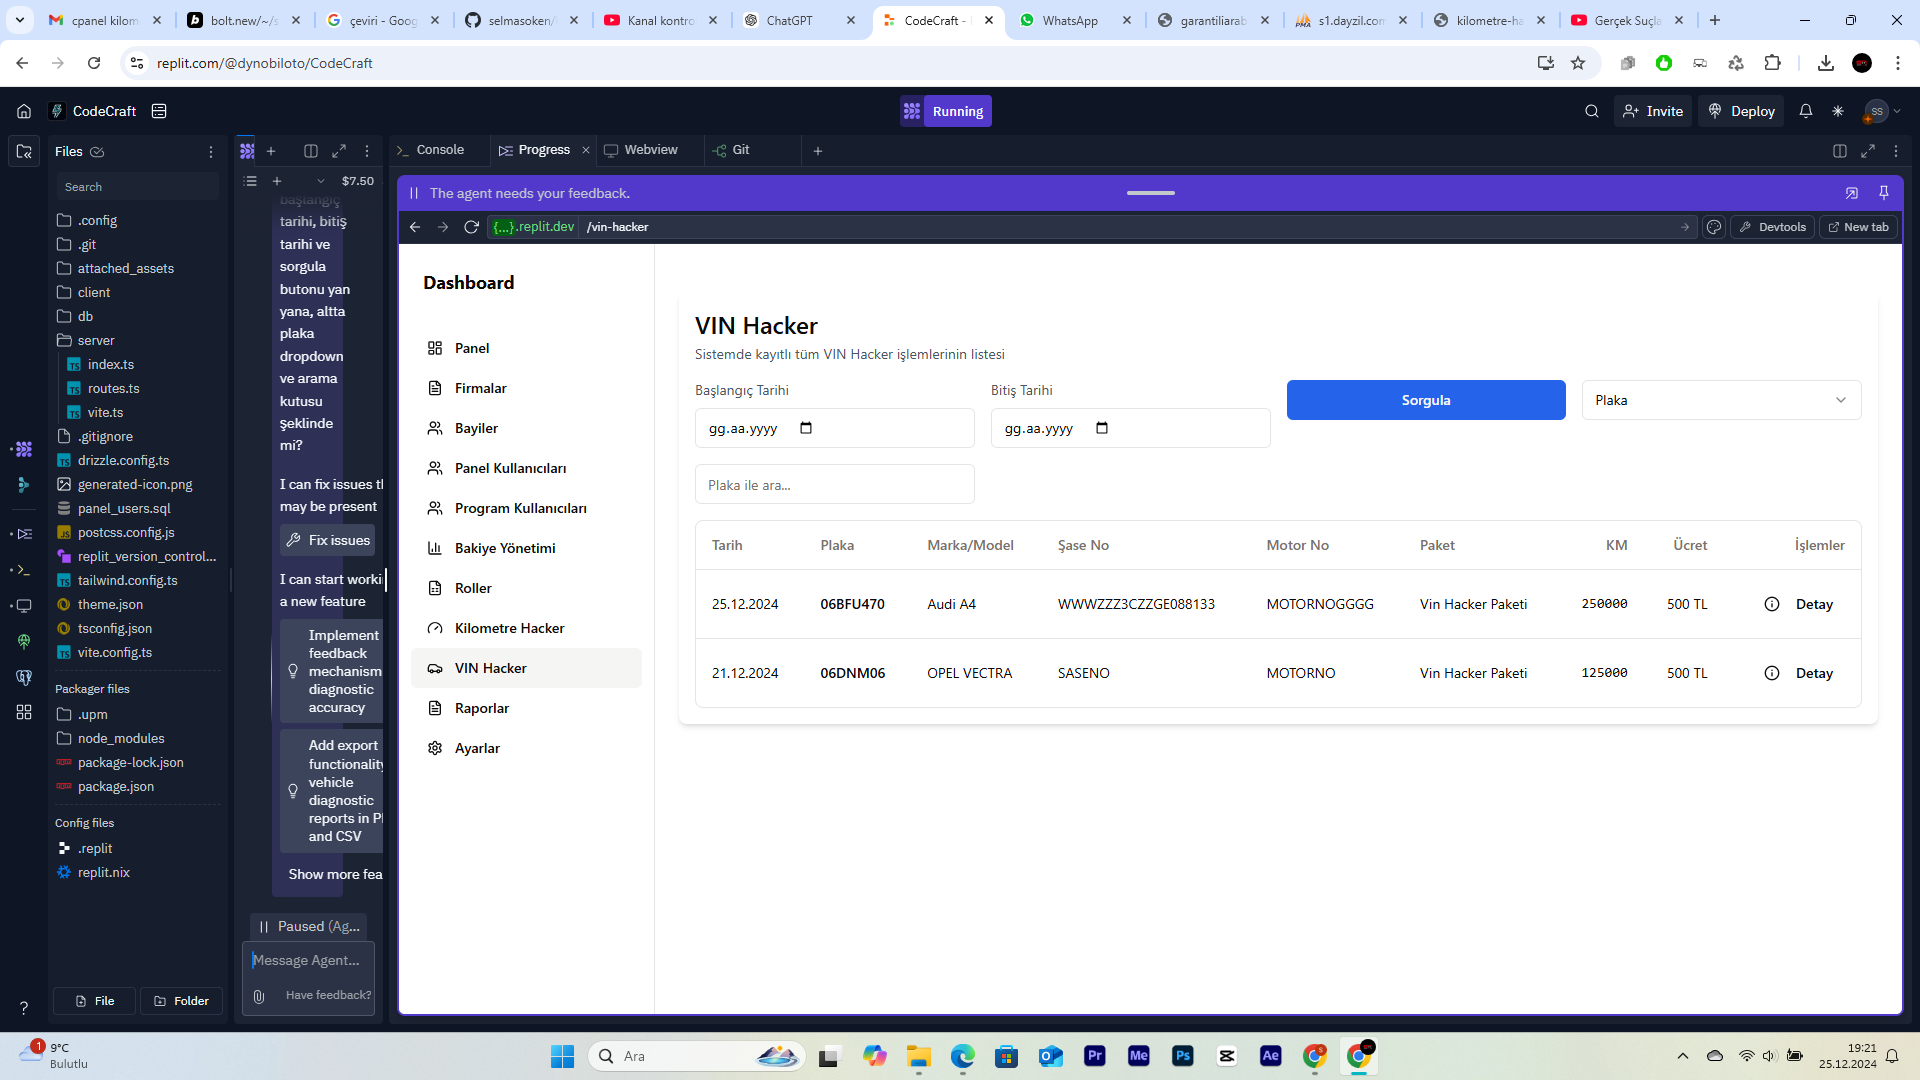 cpanel kilom
bolt.new/~/s
çeviri - Goog
selmasoken/
Kanal kontro
ChatGPT
CodeCraft -
WhatsApp
garantiliarab
s1.dayzil.com
kilometre-ha
Gerçek Suçla
replit.com/@dynobiloto/CodeCraft
CodeCraft
Running
Invite
Deploy
SS
Files
Search
.config
.git
attached_assets
client
db
server
index.ts
routes.ts
vite.ts
.gitignore
drizzle.config.ts
generated-icon.png
panel_users.sql
postcss.config.js
replit_version_control...
tailwind.config.ts
theme.json
tsconfig.json
vite.config.ts
Packager files
.upm
node_modules
package-lock.json
package.json
Config files
.replit
replit.nix
File
Folder
$7.50
başlangıç
tarihi, bitiş
tarihi ve
sorgula
butonu yan
yana, altta
plaka
dropdown
ve arama
kutusu
şeklinde
mi?
I can fix issues th
may be present
Fix issues
I can start worki
a new feature
Implement
feedback
mechanism
diagnostic
accuracy
Add export
functionality
vehicle
diagnostic
reports in P
and CSV
Show more fea
Paused (Ag...
Message Agent...
Have feedback?
Console
Progress
Webview
Git
The agent needs your feedback.
{...}.replit.dev
/vin-hacker
Devtools
New tab
Dashboard
Panel
Firmalar
Bayiler
Panel Kullanıcıları
Program Kullanıcıları
Bakiye Yönetimi
Roller
Kilometre Hacker
VIN Hacker
Raporlar
Ayarlar
VIN Hacker
Sistemde kayıtlı tüm VIN Hacker işlemlerinin listesi
Başlangıç Tarihi
Bitiş Tarihi
gg.aa.yyyy
gg.aa.yyyy
Sorgula
Plaka
Plaka ile ara...
Tarih Plaka Marka/Model Şase No Motor No Paket KM Ücret İşlemler
25.12.2024 06BFU470 Audi A4 WWWZZZ3CZZGE088133 MOTORNOGGGG Vin Hacker Paketi 250000 500 TL Detay
21.12.2024 06DNM06 OPEL VECTRA SASENO MOTORNO Vin Hacker Paketi 125000 500 TL Detay
1
9°C
Bulutlu
Ara
Pr
Me
Ps
Ae
19:21
25.12.2024